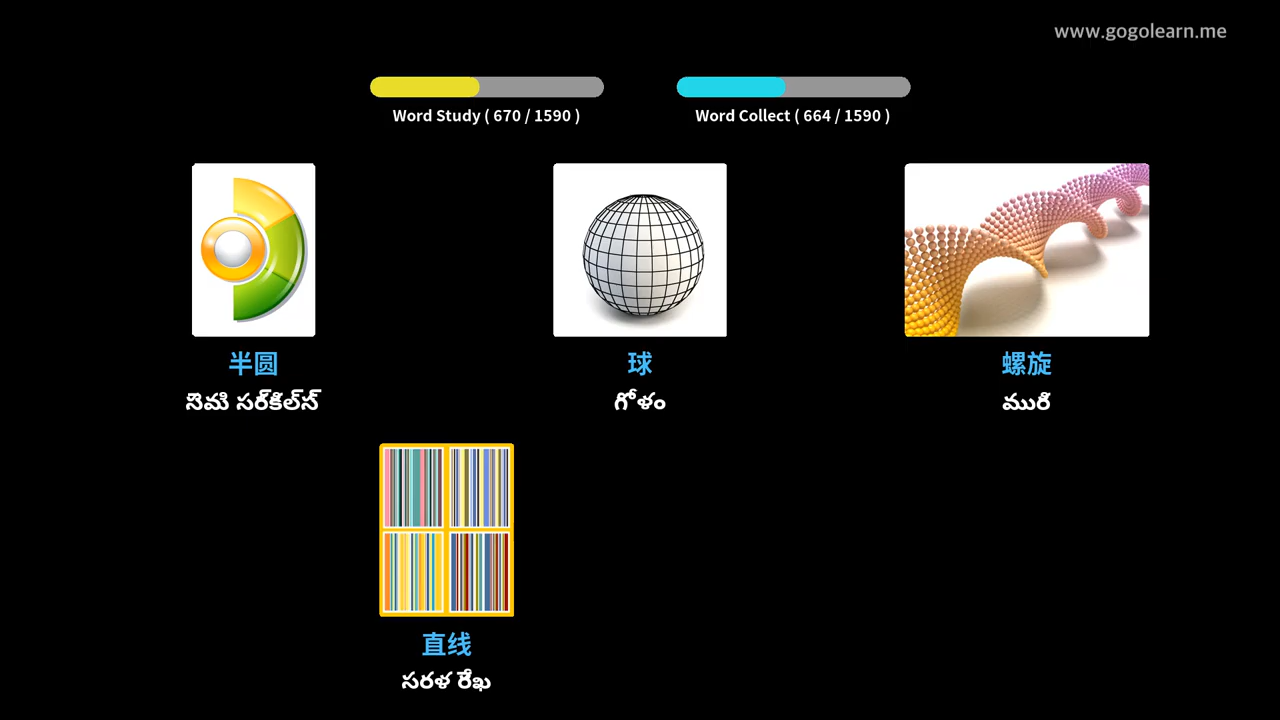 www.gogolearn.me
Word Study ( 670 / 1590 )
Word Collect ( 664 / 1590 )
半圆
球
螺旋
సెమి సర్కిల్స్
గోళం
మురి
直线
సరళ రేఖ